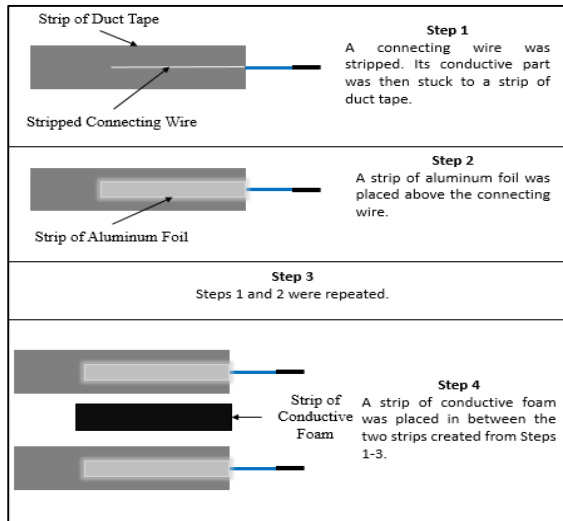 Strip of Duct Tape
Stripped Connecting Wire
Step 1
A connecting wire was
stripped. Its conductive part
was then stuck to a strip of
duct tape.
Strip of Aluminum Foil
Step 2
A strip of aluminum foil was
placed above the connecting
wire.
Step 3
Steps 1 and 2 were repeated.
Strip of
Conductive
Foam
Step 4
A strip of conductive foam
was placed in between the
two strips created from Steps
1-3.